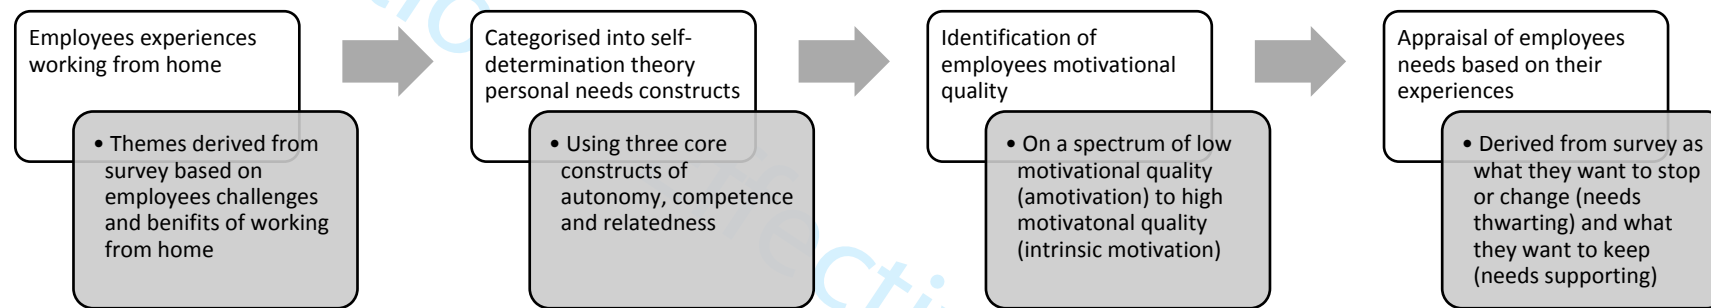 Employees experiences
working from home
• Themes derived from
survey based on
employees challenges
and benifits of working
from home
Categorised into self-
determination theory
personal needs constructs
• Using three core
constructs of
autonomy, competence
and relatedness
Identification of
employees motivational
quality
• On a spectrum of low
motivational quality
(amotivation) to high
motivatonal quality
(intrinsic motivation)
Appraisal of employees
needs based on their
experiences
• Derived from survey as
what they want to stop
or change (needs
thwarting) and what
they want to keep
(needs supporting)